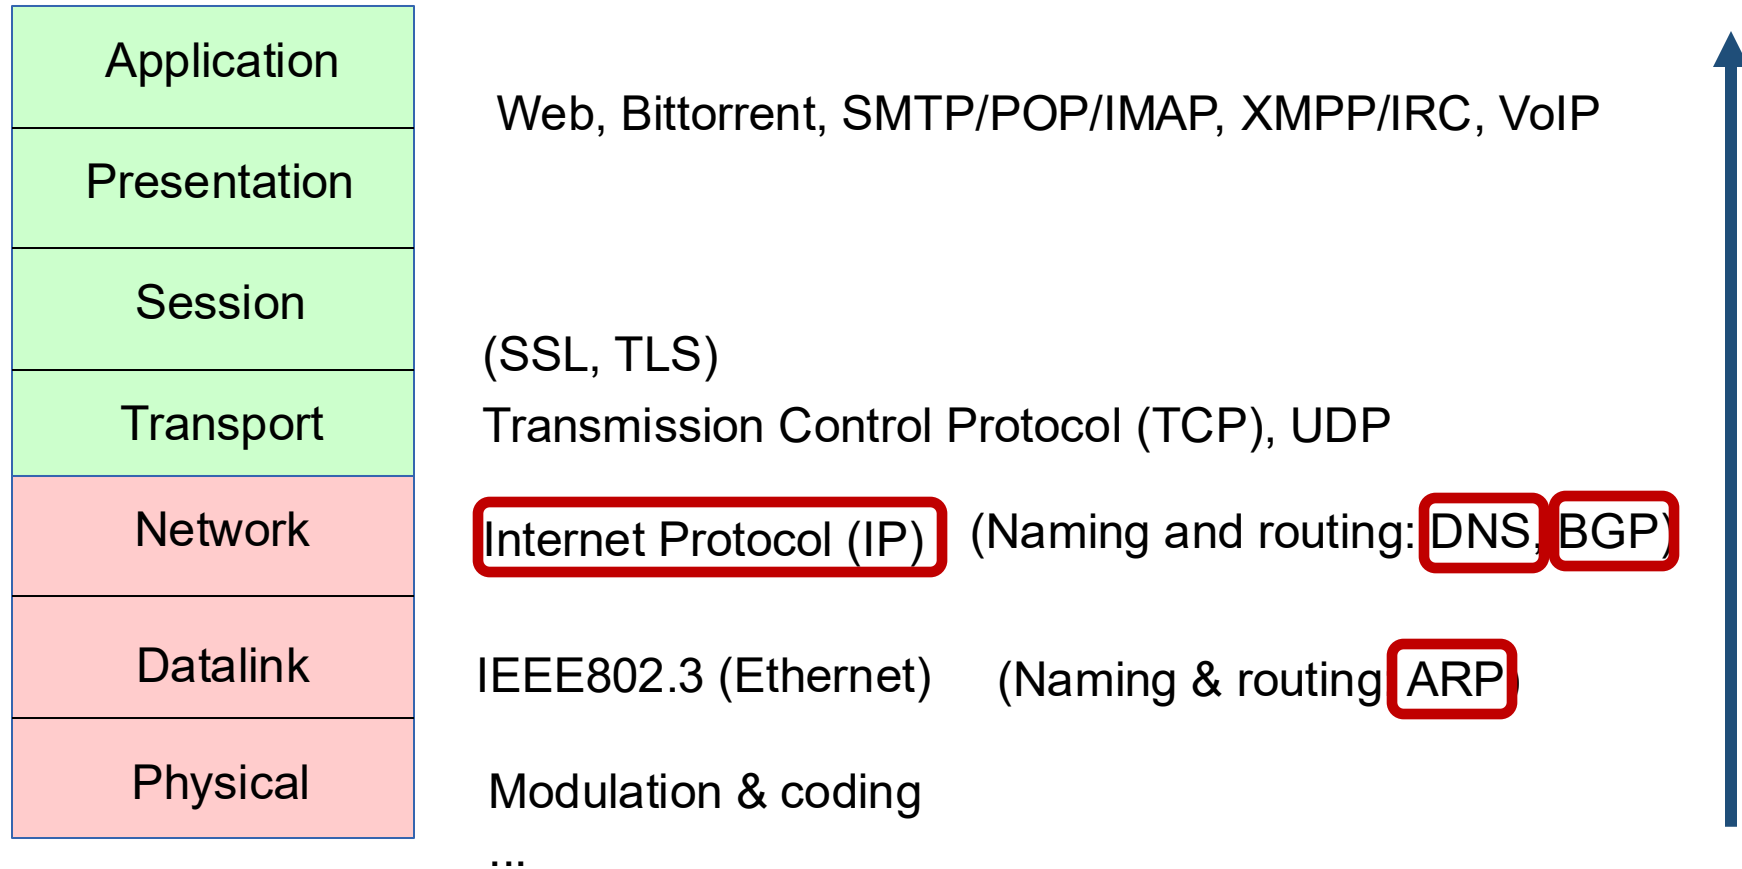 Application
Web, Bittorrent, SMTP/POP/IMAP, XMPP/IRC, VoIP
Presentation
Session
(SSL, TLS)
Transport
Transmission Control Protocol (TCP), UDP
Network
Internet Protocol (IP)
(Naming and routing: DNS, BGP)
Datalink
IEEE802.3 (Ethernet)
(Naming & routing ARP)
Physical
Modulation & coding
...